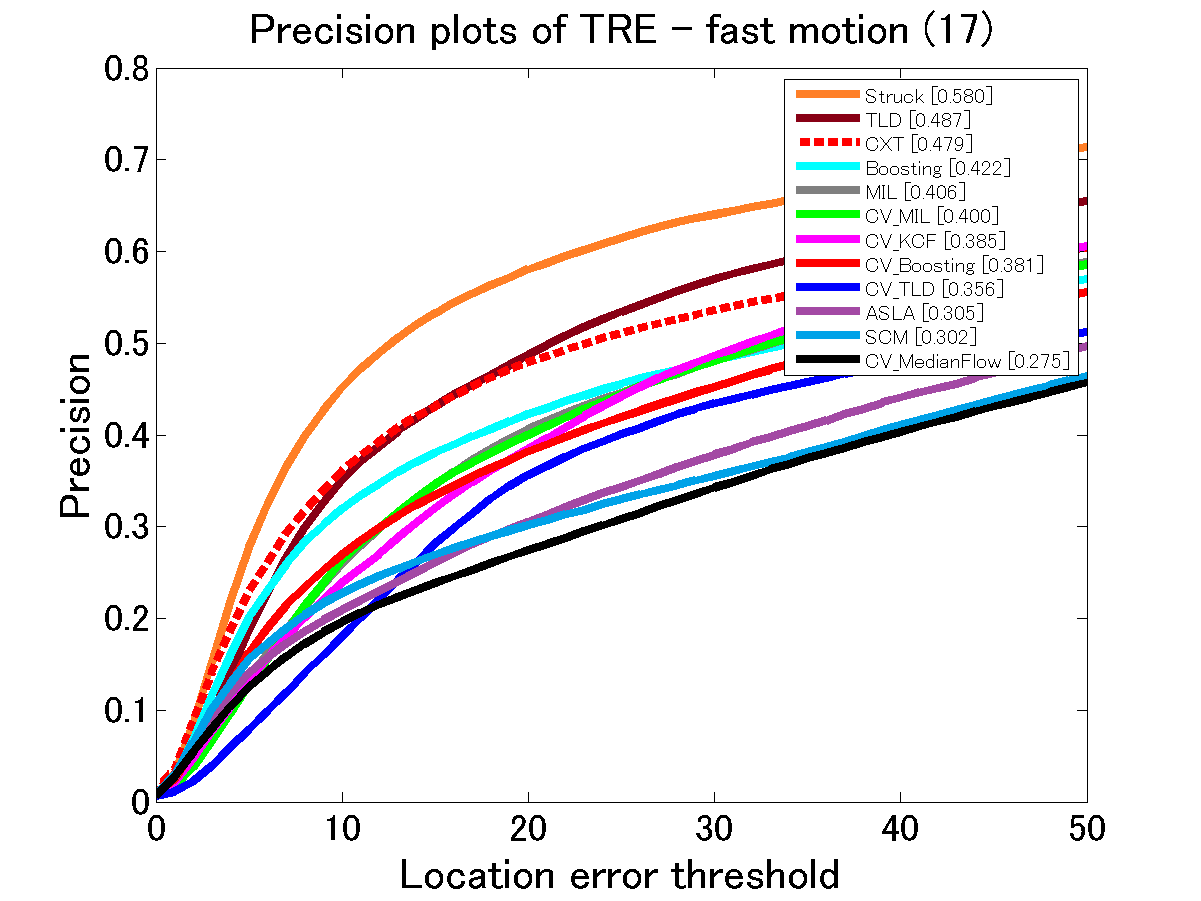 Precision plots of TRE - fast motion (17)
0.8
0.7
0.6
0.5
0.4
0.3
0.2
0.1
0
Precision
Struck [0.580]
TLD [0.487]
CXT [0.479]
Boosting [0.422]
MIL [0.406]
CV_MIL [0.400]
CV_KCF [0.385]
CV_Boosting [0.381]
CV_TLD [0.356]
ASLA [0.305]
SCM [0.302]
CV_MedianFlow [0.275]
0 10 20 30 40 50
Location error threshold